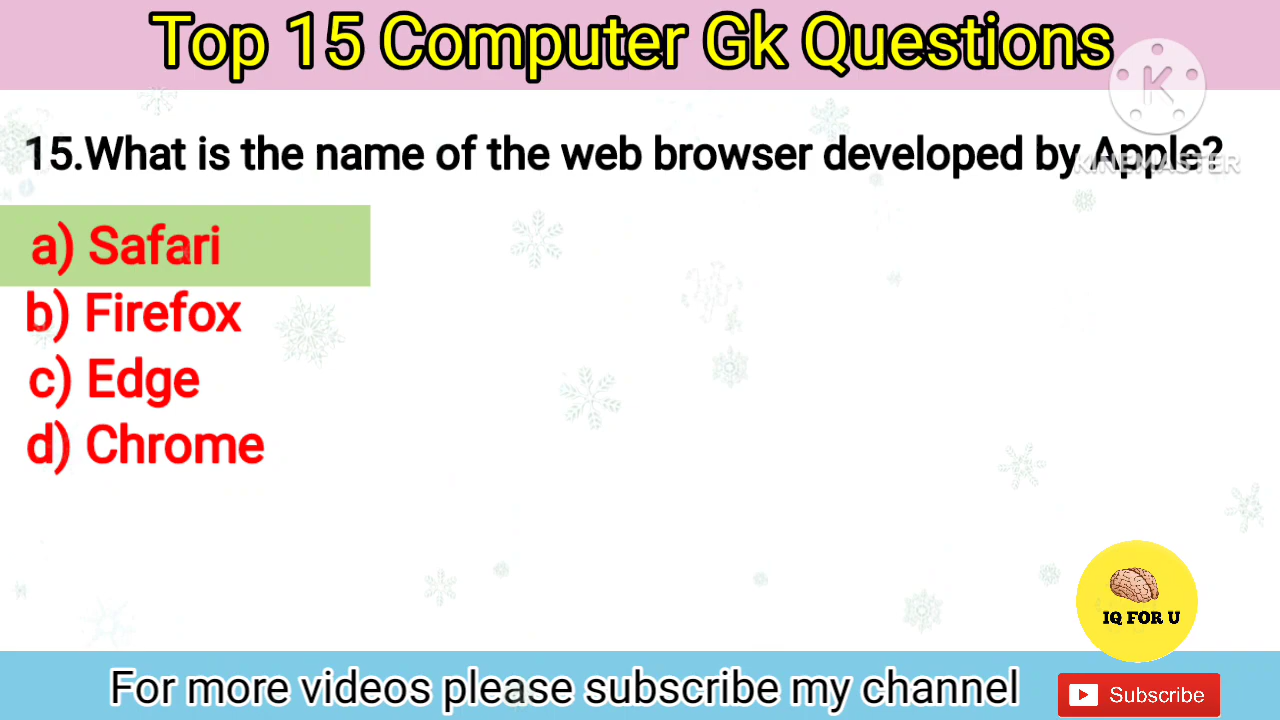 Top 15 Computer Gk Questions
K
KINEMASTER
15.What is the name of the web browser developed by Apple?
a) Safari
b) Firefox
c) Edge
d) Chrome
IQ FOR U
For more videos please subscribe my channel
Subscribe